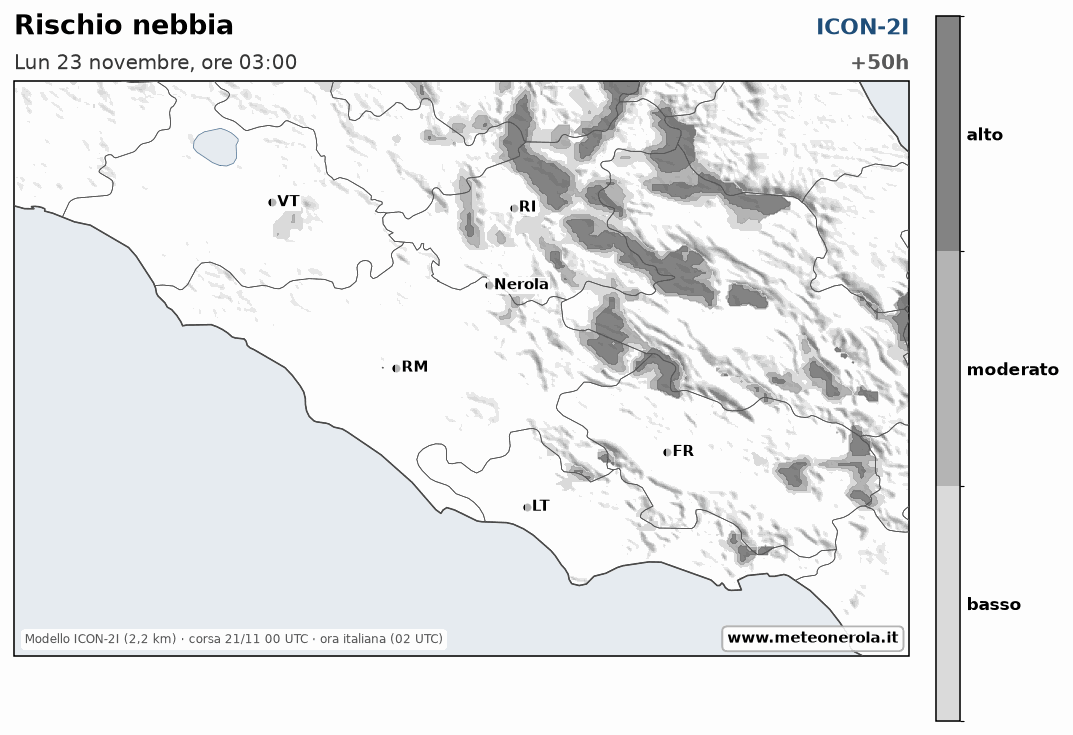 Rischio nebbia
ICON-2I
Lun 23 novembre, ore 03:00
+50h
alto
VT
RI
Nerola
RM
moderato
FR
LT
basso
Modello ICON-2I (2,2 km) · corsa 21/11 00 UTC · ora italiana (02 UTC)
www.meteonerola.it